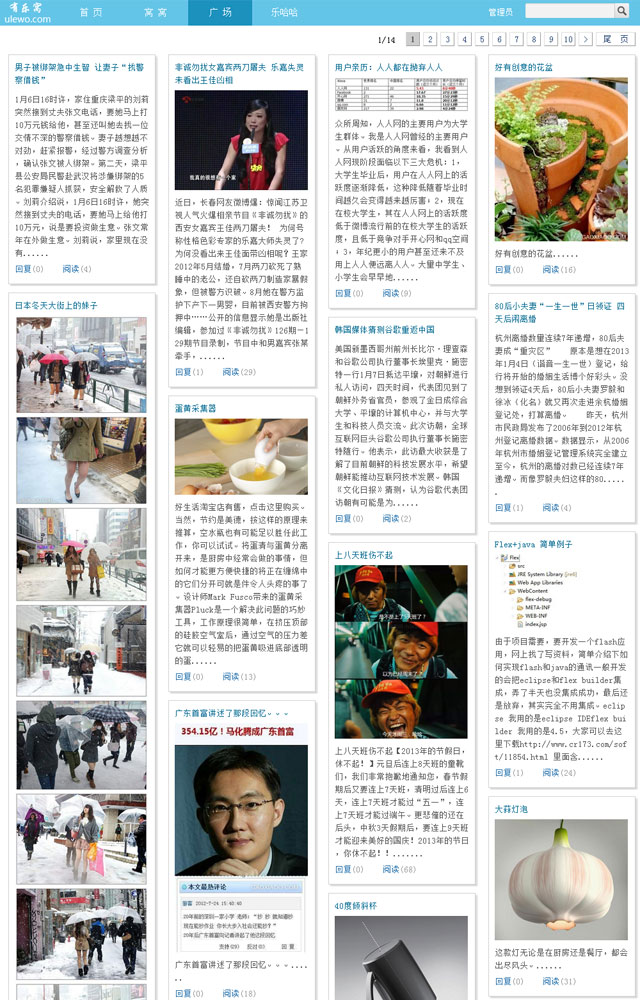 有乐窝
ulewo.com
首 页
窝 窝
广 场
乐哈哈
管理员
1/14
1 2 3 4 5 6 7 8 9 10 > 尾 页
男子被绑架急中生智 让妻子“找警
察借钱”
1月6日16时许，家住重庆梁平的刘莉
突然接到丈夫张文电话，要她马上打
10万元钱给他，甚至还叫她去找一位
交情不深的警察借钱。妻子越想越不
对劲，赶紧报警，经过警方调查分析
，确认张文被人绑架。第二天，梁平
县公安局民警赴武汉将涉嫌绑架的5
名犯罪嫌疑人抓获，安全解救了人质
。刘莉介绍说，1月6日16时许，她突
然接到丈夫的电话，要她马上给他打
10万元，说是要投资做生意。张文常
年在外做生意。刘莉说，家里现在没
有......
回复(0) 阅读(4)
日本冬天大街上的妹子
非诚勿扰女嘉宾两刀屠夫 乐嘉失灵
未看出王佳凶相
近日，长春网友微博爆：惊闻江苏卫
视人气火爆相亲节目《非诚勿扰》的
西安女嘉宾王佳两刀屠夫！ 为何号
称性格色彩专家的乐嘉大师失灵了？
为何没看出来王佳面带凶相呢？王家
2012年5月结婚，7月两刀砍死了熟
睡中的老公，还自砍两刀制造家暴假
象，但被警方识破。8月她在警方监
护下产下一男婴，目前被西安警方拘
押中……公开的信息显示她是出版社
编辑，参加过《非诚勿扰》126期—1
29期节目录制，节目中和男嘉宾张某
牵手，......
回复(1) 阅读(29)
蛋黄采集器
好生活淘宝店有售，点击这里购买。
当然，节约是美德，按这样的原理来
推算，空水瓶也有可能足以胜任此工
作，你可以试试。将蛋清与蛋黄分离
开来，是厨房中经常会做的事情，但
如何才能更方便快捷的将正在缠绵中
的它们分开可就是件令人头疼的事了
。设计师Mark Fusco带来的蛋黄采
集器Pluck是一个解决此问题的巧妙
工具，工作原理很简单，在挤压顶部
的硅胶空气室后，通过空气的压力差
它就可以轻易的把蛋黄吸进底部透明
的蛋......
回复(0) 阅读(13)
广东首富讲述了那段回忆
354.15亿！马化腾成广东首富
本文最热评论
广东首富讲述了那段回忆
回复(0) 阅读(18)
用户亲历：人人都在抛弃人人
众所周知，人人网的主要用户为大学
生群体。我是人人网曾经的主要用户
。从用户活跃的角度来看，我看到人
人网现阶段面临以下三大危机：1，
大学生毕业后，用户在人人网上的活
跃度逐渐降低，这种降低随着毕业时
间越久会变得越来越厉害；2，现在
在校大学生，其在人人网上的活跃度
低于微博流行前的在校大学生的活跃
度，且低于竞争对手开心网和qq空间
；3，年纪更小的用户甚至还来不及
用上人人便远离人人。大量中学生、
小学生会早早地......
回复(0) 阅读(9)
韩国媒体猜测谷歌重返中国
美国新墨西哥州前州长比尔·理查森
和谷歌公司执行董事长埃里克·施密
特一行1月7日抵达平壤，对朝鲜进行
私人访问，四天时间，代表团见到了
朝鲜外务省官员，参观了金日成综合
大学、平壤的计算机中心，并与大学
生和科技人员交流。此次访朝，全球
互联网巨头谷歌公司执行董事长施密
特随行。他表示，此访最大收获是了
解了目前朝鲜的科技发展水平，希望
朝鲜能推动互联网技术发展。韩国
《文化日报》猜测，认为谷歌代表团
访朝有可能是为......
回复(0) 阅读(2)
上八天班伤不起
上八天班伤不起【2013年的节假日，
休不起！】元旦后连上8天班的童靴
们，我们非常抱歉地通知您，春节假
期后又要连上7天班，清明过后连上6
天，连上7天班才能过“五一”，连
上7天班才能过端午。更悲催的还在
后头，中秋3天假期后，要连上9天班
才能迎来美好的国庆！2013年的节日
，你休不起！！.......
回复(0) 阅读(68)
40度倾斜杯
好有创意的花盆
好有创意的花盆......
回复(0) 阅读(16)
80后小夫妻“一生一世”日领证 四
天后闹离婚
杭州离婚数量连续7年递增，80后夫
妻成“重灾区” 原本是想在2013
年1月4日（谐音一生一世）登记，给
行将开始的婚姻生活博个好彩头。没
想到领证4天后，80后小夫妻罗毅和
徐冰（化名）就又再次走进余杭婚姻
登记处，打算离婚。 昨天，杭州
市民政局发布了2006年到2012年杭
州登记离婚数据。数据显示，从2006
年杭州市婚姻登记管理系统完全建立
至今，杭州的离婚对数已经连续7年
递增。而像罗颖夫妇这样的80.....
.
回复(1) 阅读(4)
Flex+java 简单例子
Flex
src
JRE System Library [jre6]
Web App Libraries
WebContent
flex-debug
META-INF
WEB-INF
index.jsp
由于项目需要，要开发一个flash应
用，网上找了写资料，简单介绍下如
何实现flash和java的通讯一般开发
的会把eclipse和flex builder集
成，弄了半天也没集成成功，最后还
是放弃，其实完全不用集成。eclip
se 我用的是eclipse IDEflex bui
lder 我用的是4.5，大家可以去这
里下载http://www.cr173.com/sof
t/11854.html 里面含......
回复(1) 阅读(24)
大蒜灯泡
这款灯无论是在厨房还是餐厅，都会
出尽风头。......
回复(0) 阅读(31)